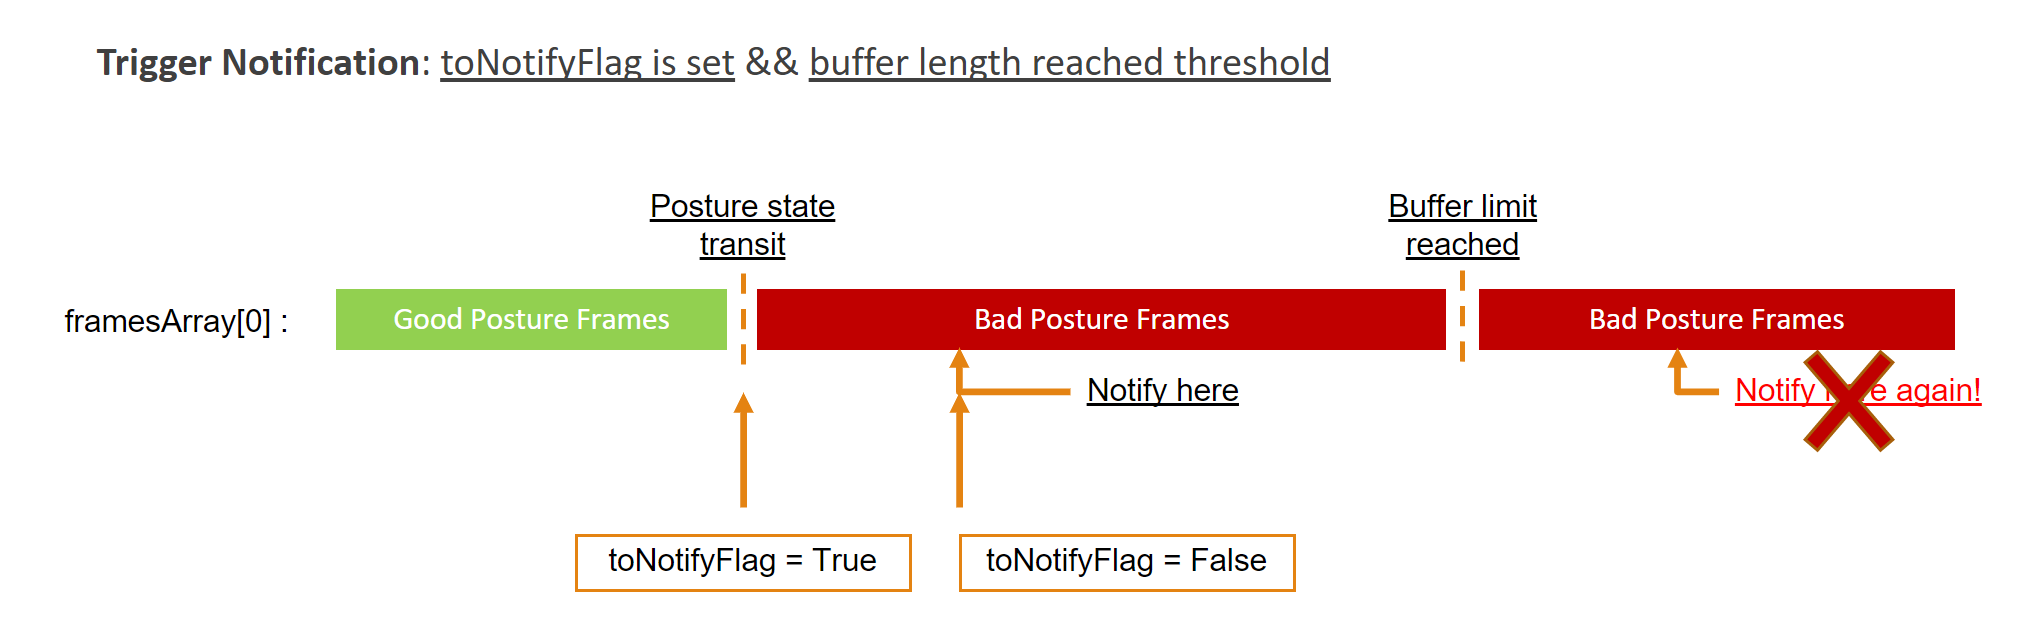 Trigger Notification: toNotifyFlag is set && buffer length reached threshold
Posture state
transit
Buffer limit
reached
framesArray[0] :
Good Posture Frames
Bad Posture Frames
Bad Posture Frames
Notify here
Notify here again!
toNotifyFlag = True
toNotifyFlag = False